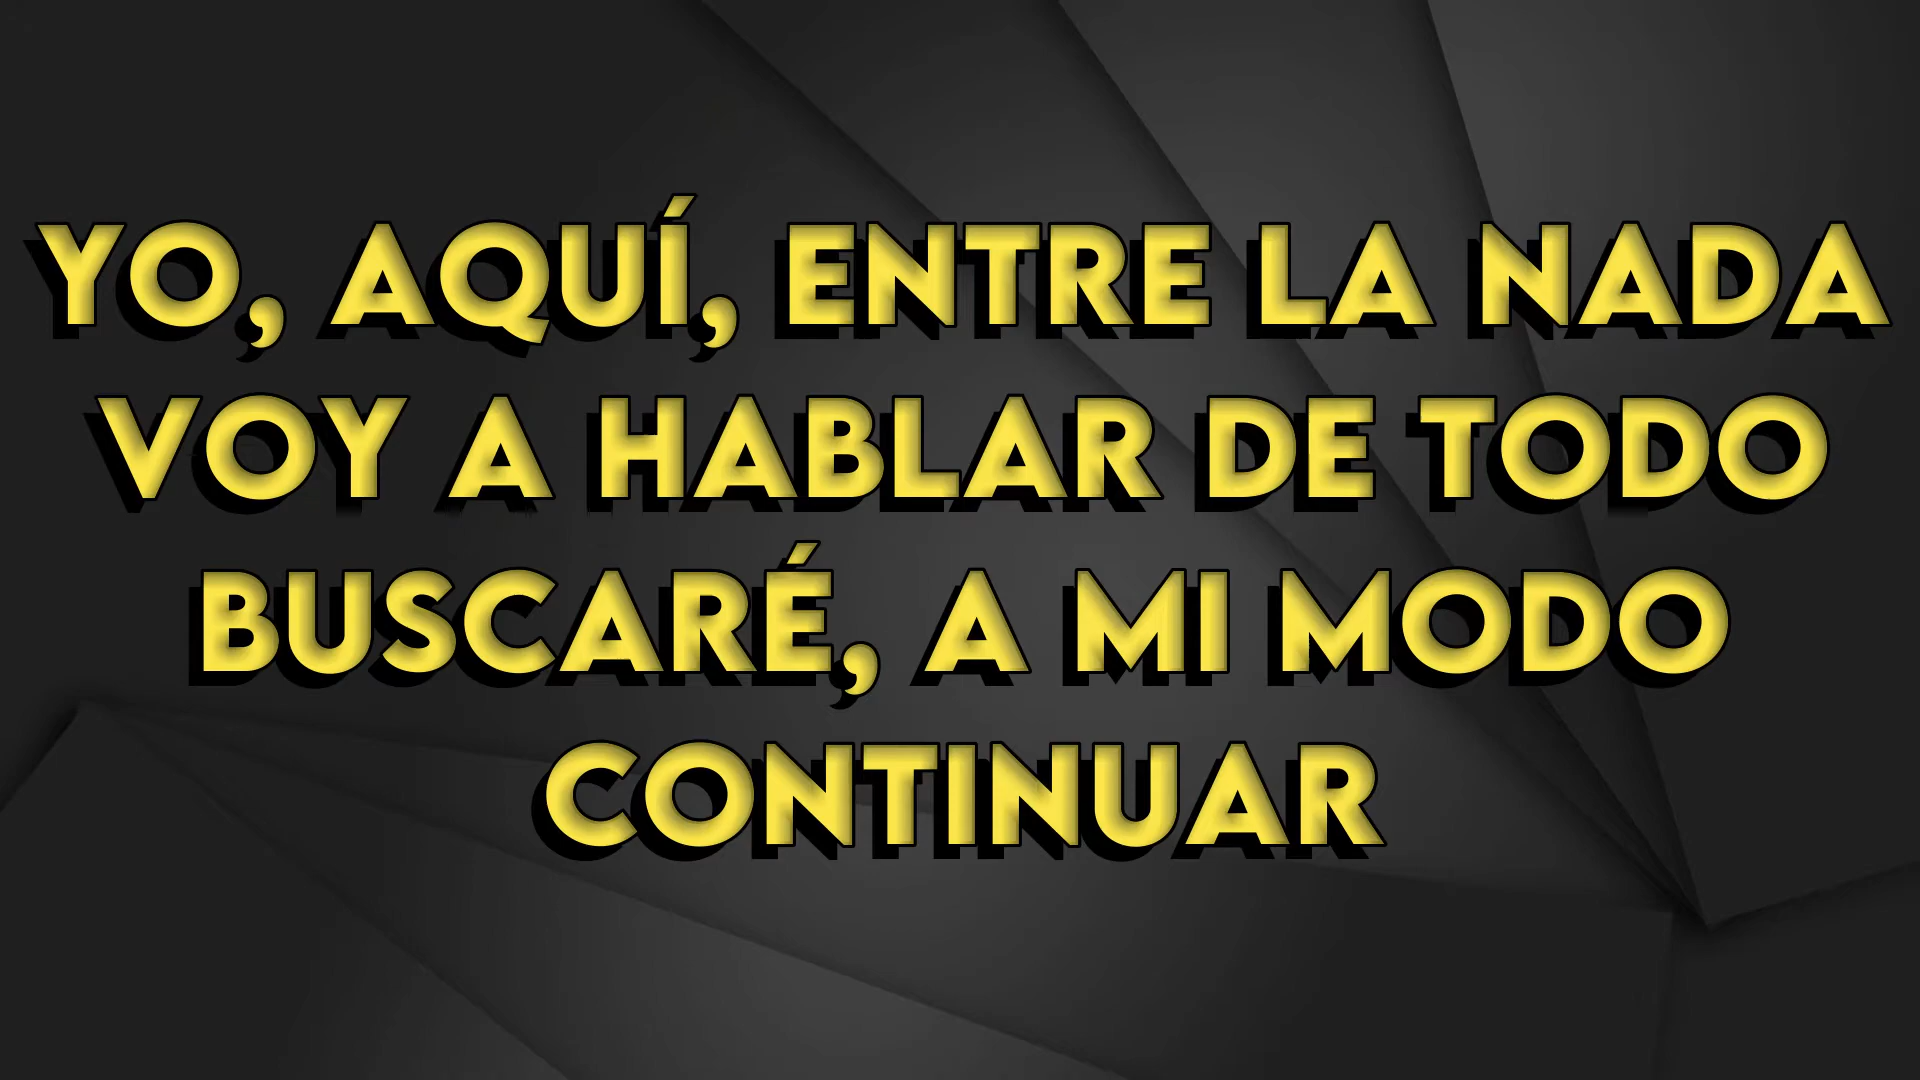 YO, AQUÍ, ENTRE LA NADA
VOY A HABLAR DE TODO
BUSCARÉ, A MI MODO
CONTINUAR